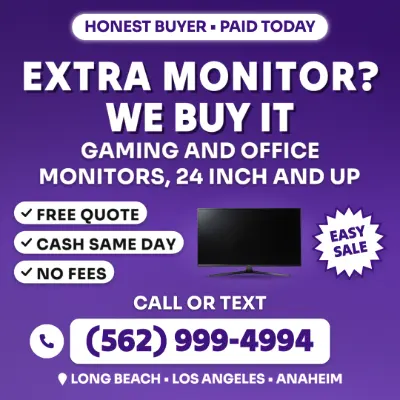 HONEST BUYER • PAID TODAY
EXTRA MONITOR?
WE BUY IT
GAMING AND OFFICE
MONITORS, 24 INCH AND UP
FREE QUOTE
CASH SAME DAY
NO FEES
EASY
SALE
CALL OR TEXT
(562) 999-4994
LONG BEACH • LOS ANGELES • ANAHEIM